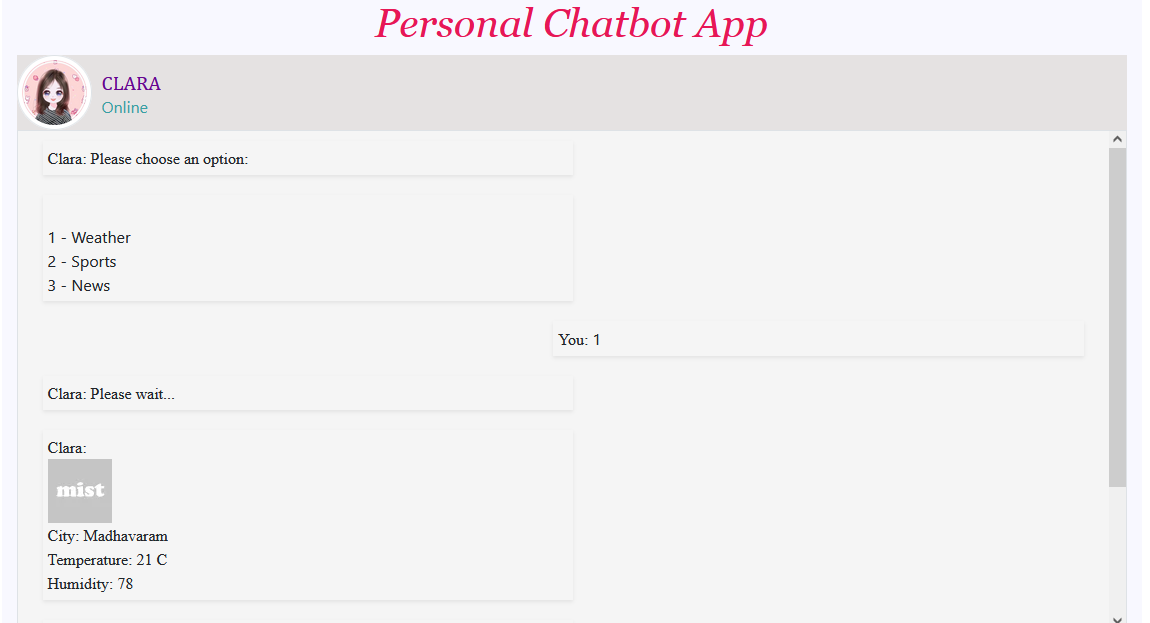 Personal Chatbot App
CLARA
Online
Clara: Please choose an option:
1 - Weather
2 - Sports
3 - News
You: 1
Clara: Please wait...
Clara:
mist
City: Madhavaram
Temperature: 21 C
Humidity: 78